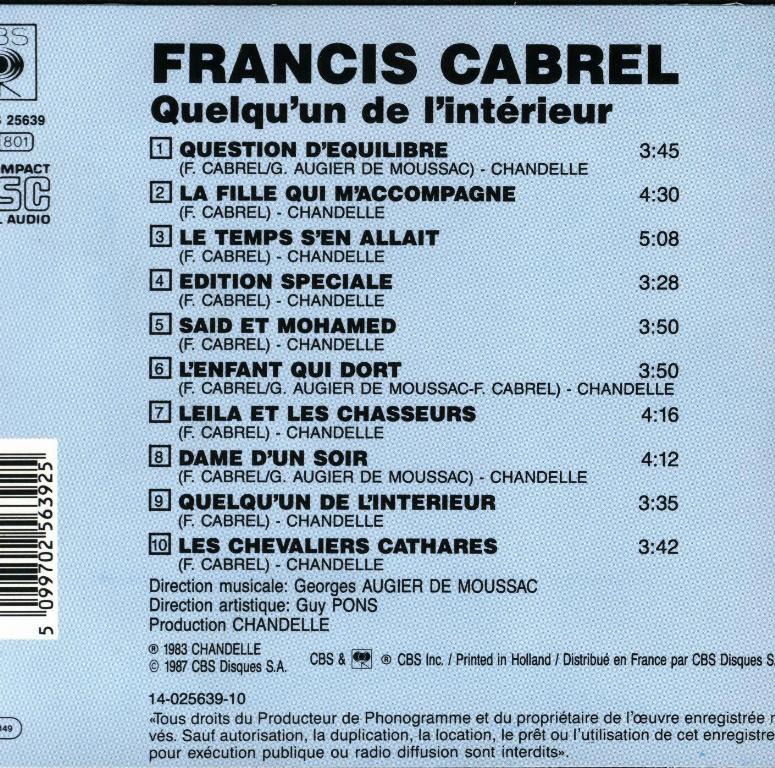 FRANCIS CABREL
Quelqu'un de l'intérieur
1 QUESTION D'EQUILIBRE 3:45
(F. CABREL/G. AUGIER DE MOUSSAC) - CHANDELLE
2 LA FILLE QUI M'ACCOMPAGNE 4:30
(F. CABREL) - CHANDELLE
3 LE TEMPS S'EN ALLAIT 5:08
(F. CABREL) - CHANDELLE
4 EDITION SPECIALE 3:28
(F. CABREL) - CHANDELLE
5 SAID ET MOHAMED 3:50
(F. CABREL) - CHANDELLE
6 L'ENFANT QUI DORT 3:50
(F. CABREL/G. AUGIER DE MOUSSAC-F. CABREL) - CHANDELLE
7 LEILA ET LES CHASSEURS 4:16
(F. CABREL) - CHANDELLE
8 DAME D'UN SOIR 4:12
(F. CABREL/G. AUGIER DE MOUSSAC) - CHANDELLE
9 QUELQU'UN DE L'INTERIEUR 3:35
(F. CABREL) - CHANDELLE
10 LES CHEVALIERS CATHARES 3:42
(F. CABREL) - CHANDELLE
Direction musicale: Georges AUGIER DE MOUSSAC
Direction artistique: Guy PONS
Production CHANDELLE
℗ 1983 CHANDELLE
© 1987 CBS Disques S.A.
CBS & ® CBS Inc. / Printed in Holland / Distribué en France par CBS Disques S.
14-025639-10
«Tous droits du Producteur de Phonogramme et du propriétaire de l'œuvre enregistrée r
vés. Sauf autorisation, la duplication, la location, le prêt ou l'utilisation de cet enregistre
pour exécution publique ou radio diffusion sont interdits».
BS
25639
801
MPACT
SC
L AUDIO
5 099702 563925
49